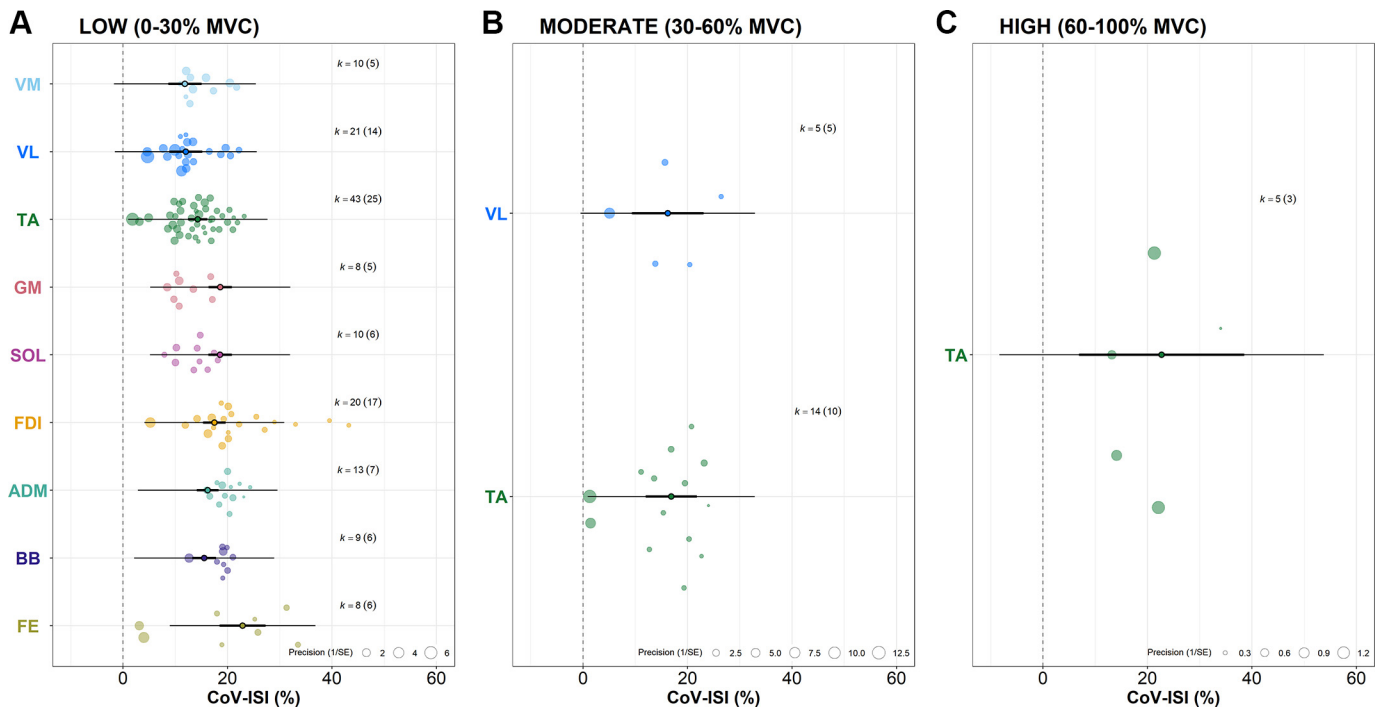 A LOW (0-30% MVC)
VM
k = 10 (5)
VL
k = 21 (14)
TA
k = 43 (25)
GM
k = 8 (5)
SOL
k = 10 (6)
FDI
k = 20 (17)
ADM
k = 13 (7)
BB
k = 9 (6)
FE
k = 8 (6)
Precision (1/SE) 2 4 6
0 20 40 60
CoV-ISI (%)
B MODERATE (30-60% MVC)
k = 5 (5)
VL
k = 14 (10)
TA
Precision (1/SE) 2.5 5.0 7.5 10.0 12.5
0 20 40 60
CoV-ISI (%)
C HIGH (60-100% MVC)
k = 5 (3)
TA
Precision (1/SE) 0.3 0.6 0.9 1.2
0 20 40 60
CoV-ISI (%)